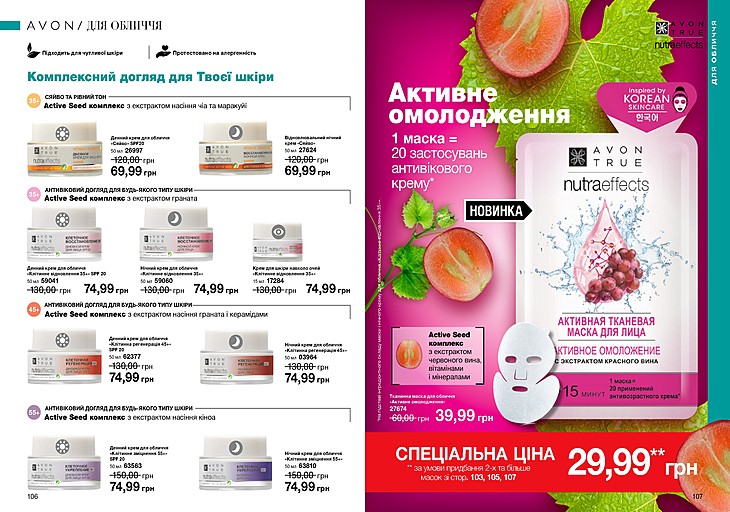 AVON / ДЛЯ ОБЛИЧЧЯ
Підходить для чутливої шкіри
Протестовано на алергенність
Комплексний догляд для Твоєї шкіри
35+
СЯЙВО ТА РІВНИЙ ТОН
Active Seed комплекс з екстрактом насіння чіа та маракуйї
Денний крем для обличчя
«Сяйво» SPF20
50 мл 26997
120,00 грн
69,99 грн
Відновлювальний нічний
крем «Сяйво»
50 мл 27624
120,00 грн
69,99 грн
35+
АНТИВІКОВИЙ ДОГЛЯД ДЛЯ БУДЬ-ЯКОГО ТИПУ ШКІРИ
Active Seed комплекс з екстрактом граната
Денний крем для обличчя
«Клітинне відновлення 35+» SPF 20
50 мл 59041
130,00 грн 74,99 грн
Нічний крем для обличчя
«Клітинне відновлення 35+»
50 мл 59060
130,00 грн 74,99 грн
Крем для шкіри навколо очей
«Клітинне відновлення 35+»
15 мл 17284
130,00 грн 74,99 грн
45+
АНТИВІКОВИЙ ДОГЛЯД ДЛЯ БУДЬ-ЯКОГО ТИПУ ШКІРИ
Active Seed комплекс з екстрактом насіння граната і керамідами
Денний крем для обличчя
«Клітинна регенерація 45+»
SPF 20
50 мл 62377
130,00 грн
74,99 грн
Нічний крем для обличчя
«Клітинна регенерація 45+»
50 мл 03964
130,00 грн
74,99 грн
55+
АНТИВІКОВИЙ ДОГЛЯД ДЛЯ БУДЬ-ЯКОГО ТИПУ ШКІРИ
Active Seed комплекс з екстрактом насіння кіноа
Денний крем для обличчя
«Клітинне зміцнення 55+»
SPF 20
50 мл 63563
150,00 грн
74,99 грн
Нічний крем для обличчя
«Клітинне зміцнення 55+»
50 мл 63810
150,00 грн
74,99 грн
106
AVON
TRUE
nutraeffects
ДЛЯ ОБЛИЧЧЯ
Активне
омолодження
1 маска =
20 застосувань
антивікового
крему*
НОВИНКА
inspired by
KOREAN
SKINCARE
한국어
AVON
TRUE
nutraeffects
АКТИВНАЯ ТКАНЕВАЯ
МАСКА ДЛЯ ЛИЦА
АКТИВНОЕ ОМОЛОЖЕНИЕ
С ЭКСТРАКТОМ КРАСНОГО ВИНА
15 МИНУТ
1 маска =
20 применений
антивозрастного крема*
Active Seed
комплекс
з екстрактом
червоного вина,
вітамінами
і мінералами
Тканинна маска для обличчя
«Активне омолодження»
27674
60,00 грн 39,99 грн
СПЕЦІАЛЬНА ЦІНА
** за умови придбання 2-х та більше
масок зі стор. 103, 105, 107
29,99** грн
107